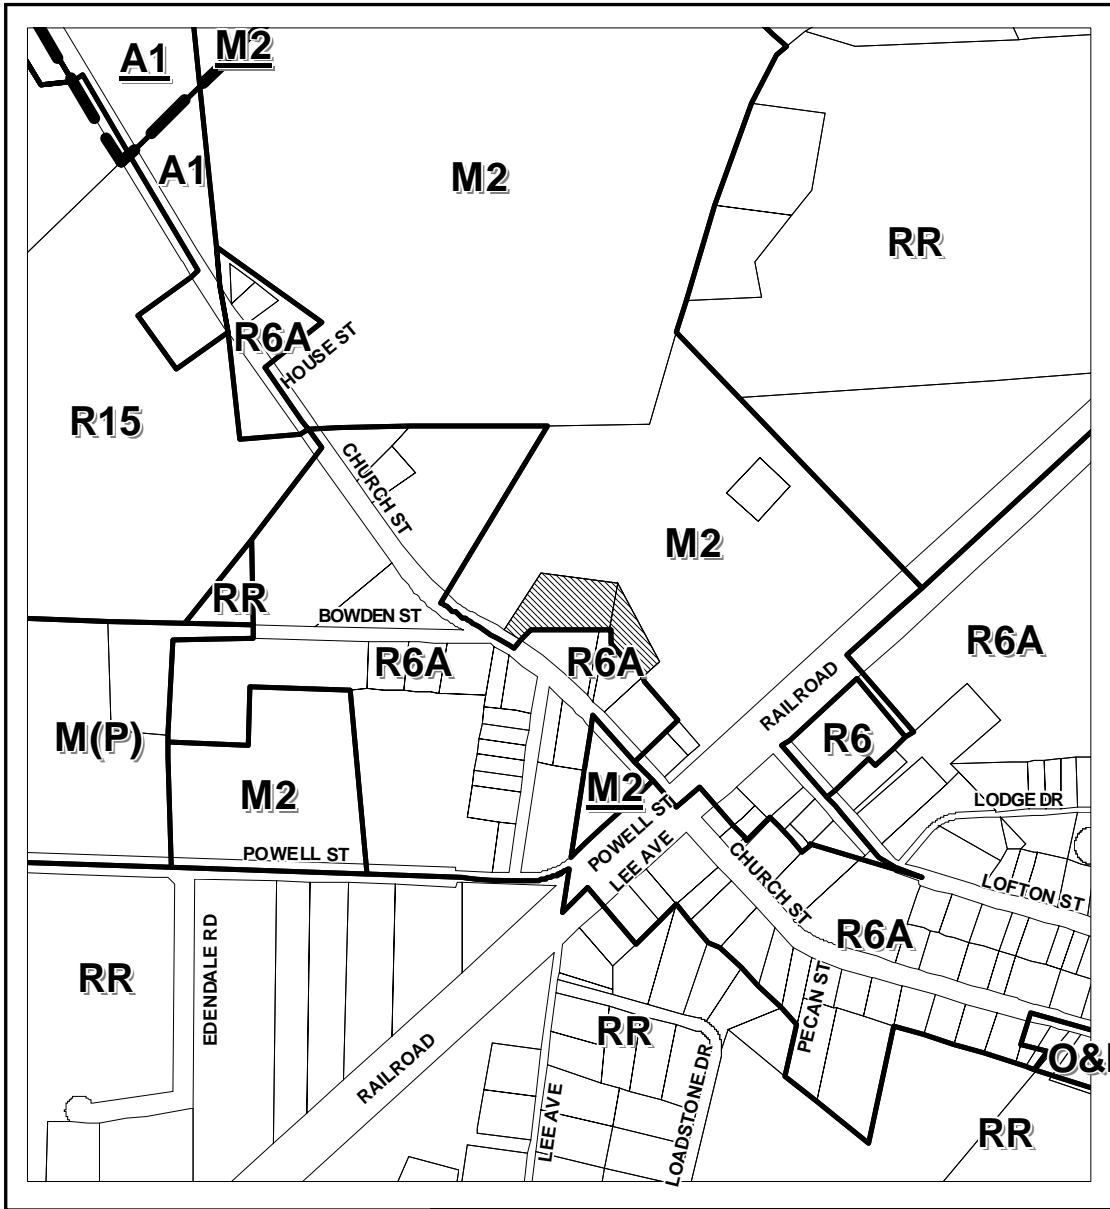 M2
A1
A1
M2
RR
R6A
HOUSE ST
R15
CHURCH ST
M2
RR
BOWDEN ST
R6A
R6A
R6A
RAILROAD
M(P)
R6
M2
M2
LODGE DR
POWELL ST
POWELL ST
LEE AVE
CHURCH ST
LOFTON ST
R6A
EDENDALE RD
RR
PECAN ST
RR
RAILROAD
O&I
LOADSTONE DR
LEE AVE
RR